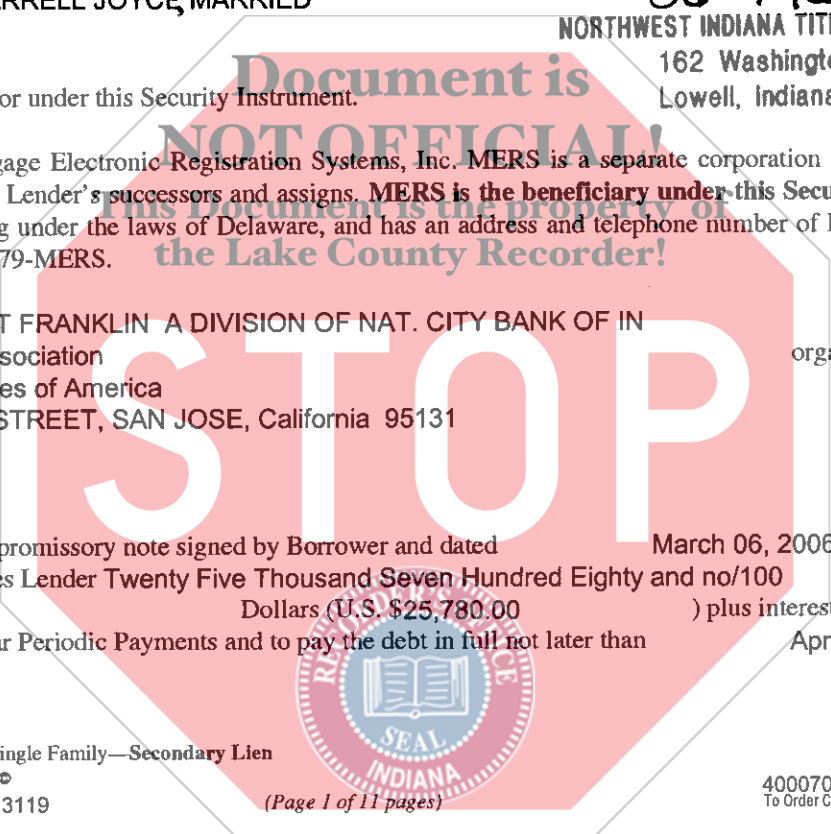 RRELL JOYCE, MARRIED
NORTHWEST INDIANA TIT
162 Washingt
Lowell, Indiana
or under this Security Instrument.
Document is
NOT OFFICIAL!
This Document is the property of
the Lake County Recorder!
gage Electronic Registration Systems, Inc. MERS is a separate corporation
Lender's successors and assigns. MERS is the beneficiary under this Secu
g under the laws of Delaware, and has an address and telephone number of
79-MERS.
T FRANKLIN A DIVISION OF NAT. CITY BANK OF IN
sociation
orga
es of America
STREET, SAN JOSE, California 95131
STOP
promissory note signed by Borrower and dated March 06, 2006
es Lender Twenty Five Thousand Seven Hundred Eighty and no/100
Dollars (U.S. $25,780.00 ) plus interest
r Periodic Payments and to pay the debt in full not later than Apr
RECORDER'S OFFICE
SEAL
INDIANA
ingle Family—Secondary Lien
©
3119 (Page 1 of 11 pages) 400070
To Order C